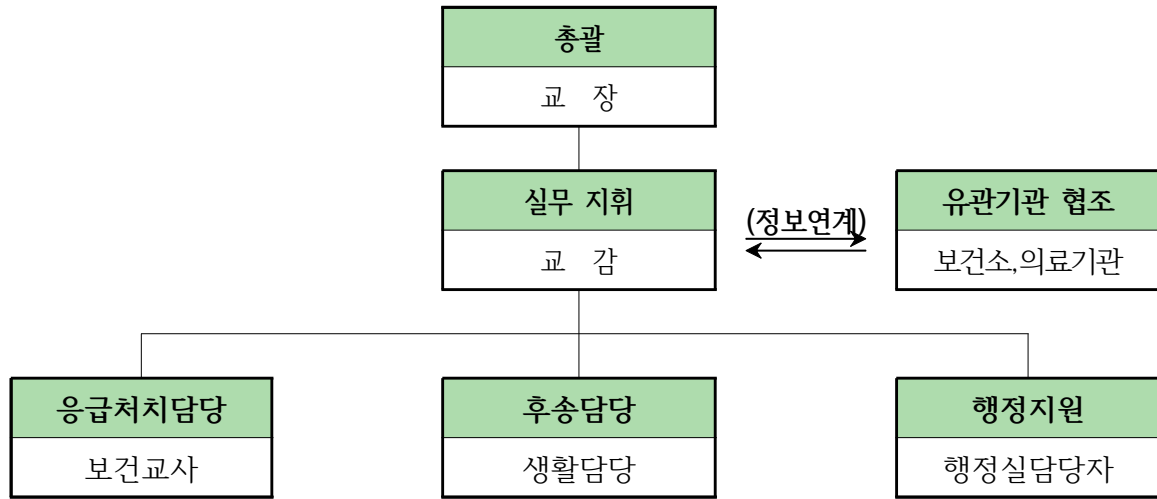 총괄
교 장
실무 지휘
(정보연계)
유관기관 협조
교 감
보건소,의료기관
응급처치담당
후송담당
행정지원
보건교사
생활담당
행정실담당자